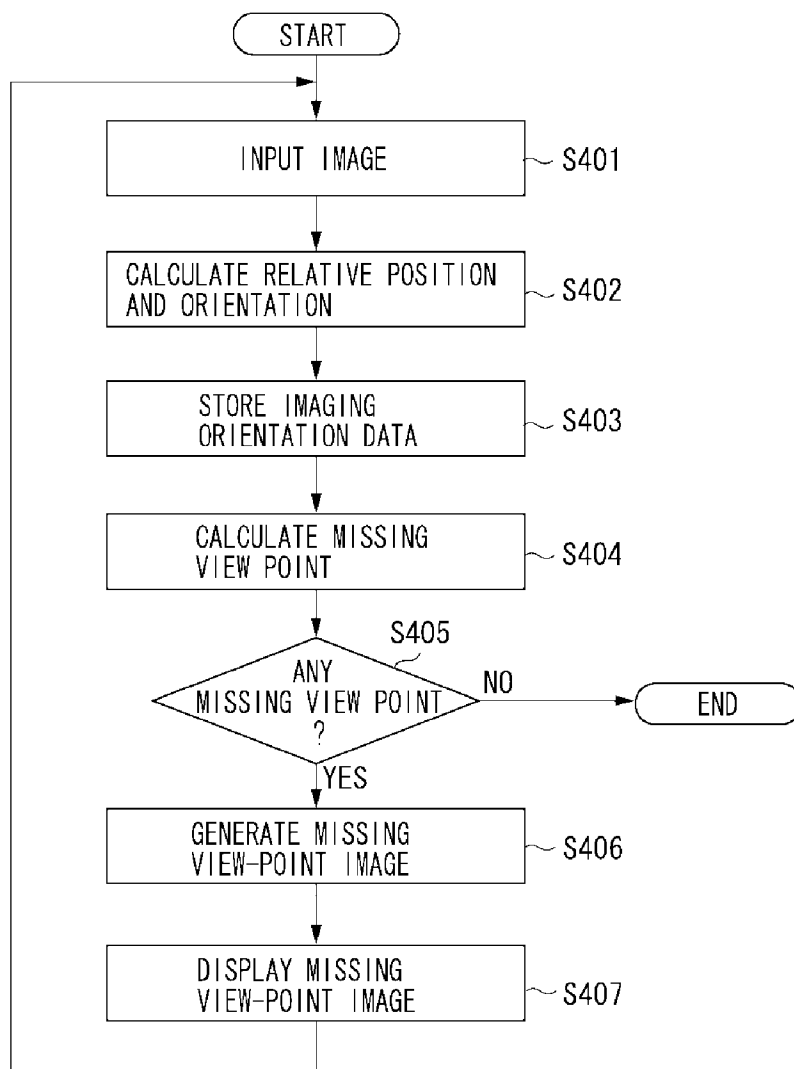 START
INPUT IMAGE
S401
CALCULATE RELATIVE POSITION
AND ORIENTATION
S402
STORE IMAGING
ORIENTATION DATA
S403
CALCULATE MISSING
VIEW POINT
S404
S405
ANY
MISSING VIEW POINT
?
NO
END
YES
GENERATE MISSING
VIEW-POINT IMAGE
S406
DISPLAY MISSING
VIEW-POINT IMAGE
S407